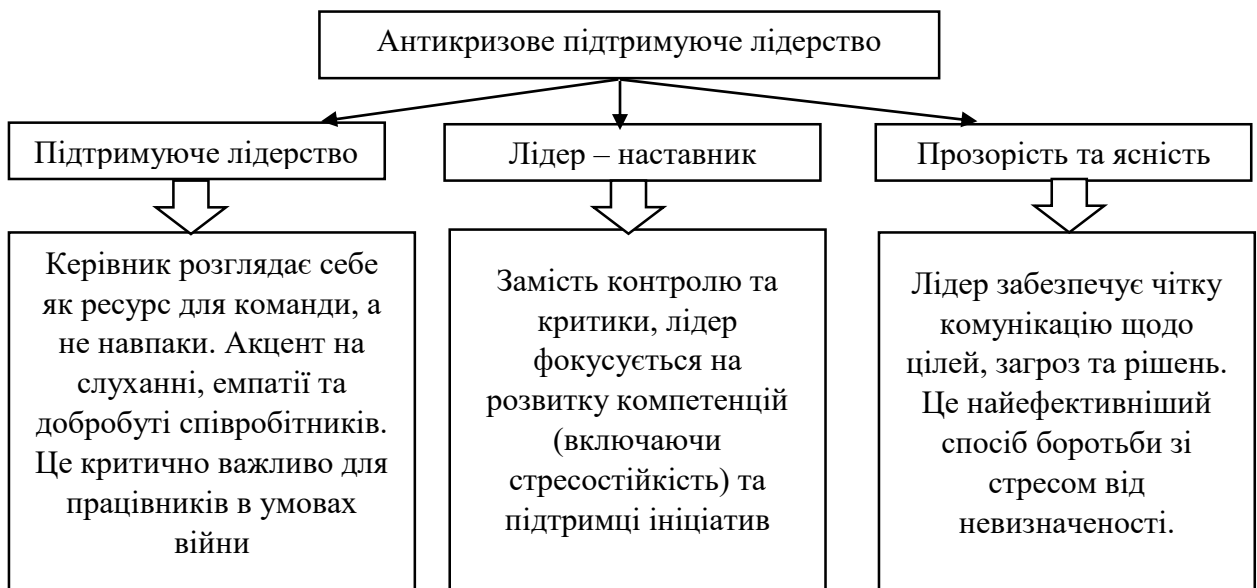 Антикризове підтримуюче лідерство
Підтримуюче лідерство
Лідер – наставник
Прозорість та ясність
Керівник розглядає себе
як ресурс для команди, а
не навпаки. Акцент на
слуханні, емпатії та
добробуті співробітників.
Це критично важливо для
працівників в умовах
війни
Замість контролю та
критики, лідер
фокусується на
розвитку компетенцій
(включаючи
стресостійкість) та
підтримці ініціатив
Лідер забезпечує чітку
комунікацію щодо
цілей, загроз та рішень.
Це найефективніший
спосіб боротьби зі
стресом від
невизначеності.